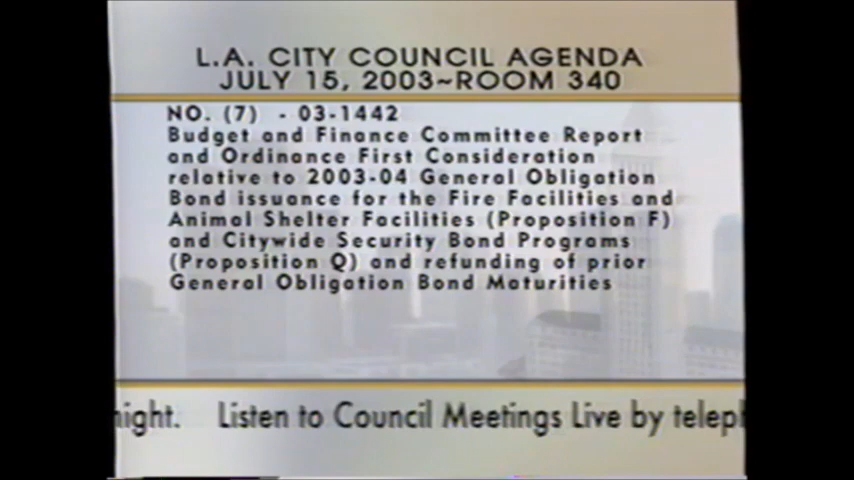 L.A. CITY COUNCIL AGENDA
JULY 15, 2003~ROOM 340
NO. (7) - 03-1442
Budget and Finance Committee Report
and Ordinance First Consideration
relative to 2003-04 General Obligation
Bond issuance for the Fire Facilities and
Animal Shelter Facilities (Proposition F)
and Citywide Security Bond Programs
(Proposition Q) and refunding of prior
General Obligation Bond Maturities
Listen to Council Meetings Live by